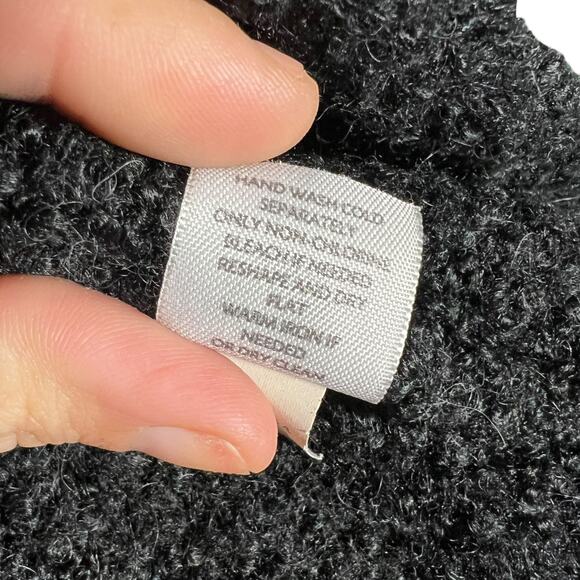 HAND WASH COLD
SEPARATELY
ONLY NON-CHLORINE
BLEACH IF NEEDED
RESHAPE AND DRY
FLAT
WARM IRON IF
NEEDED
OR DRY CLEAN